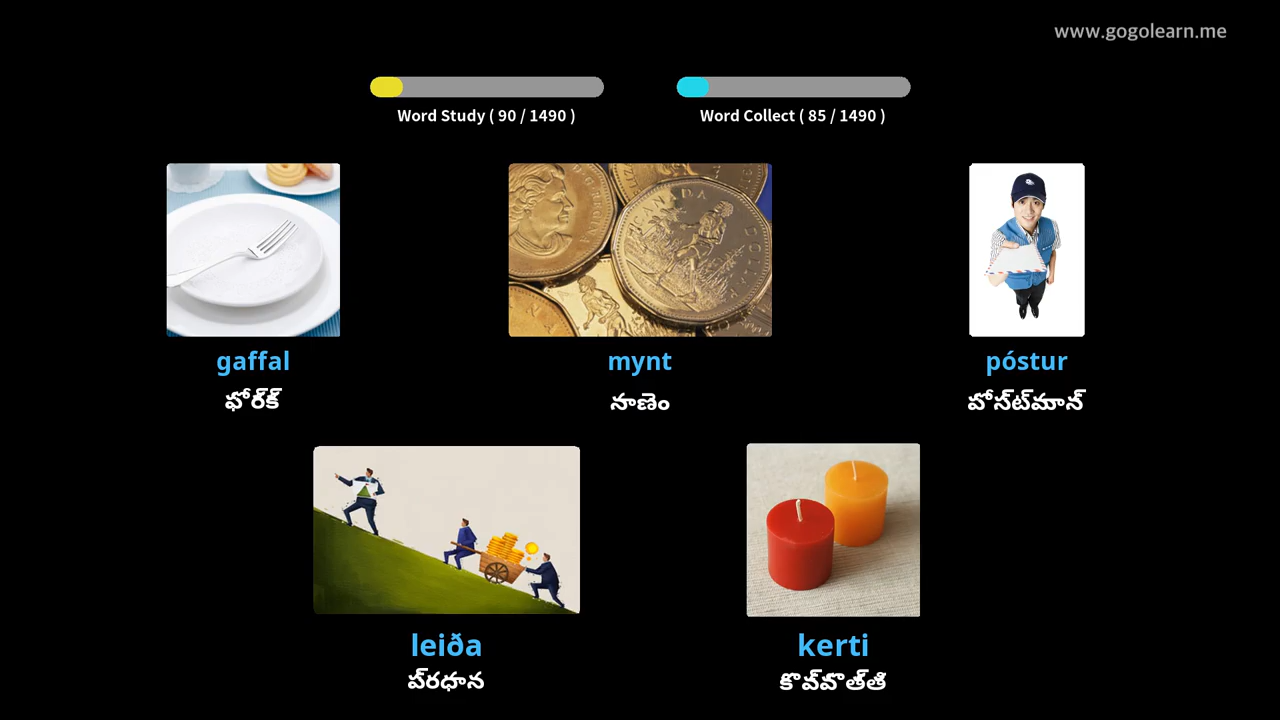 www.gogolearn.me
Word Study ( 90 / 1490 )
Word Collect ( 85 / 1490 )
gaffal
mynt
póstur
ఫోర్క్
నాణెం
పోస్ట్‌మాన్
leiða
kerti
ప్రధాన
కొవ్వొత్తి